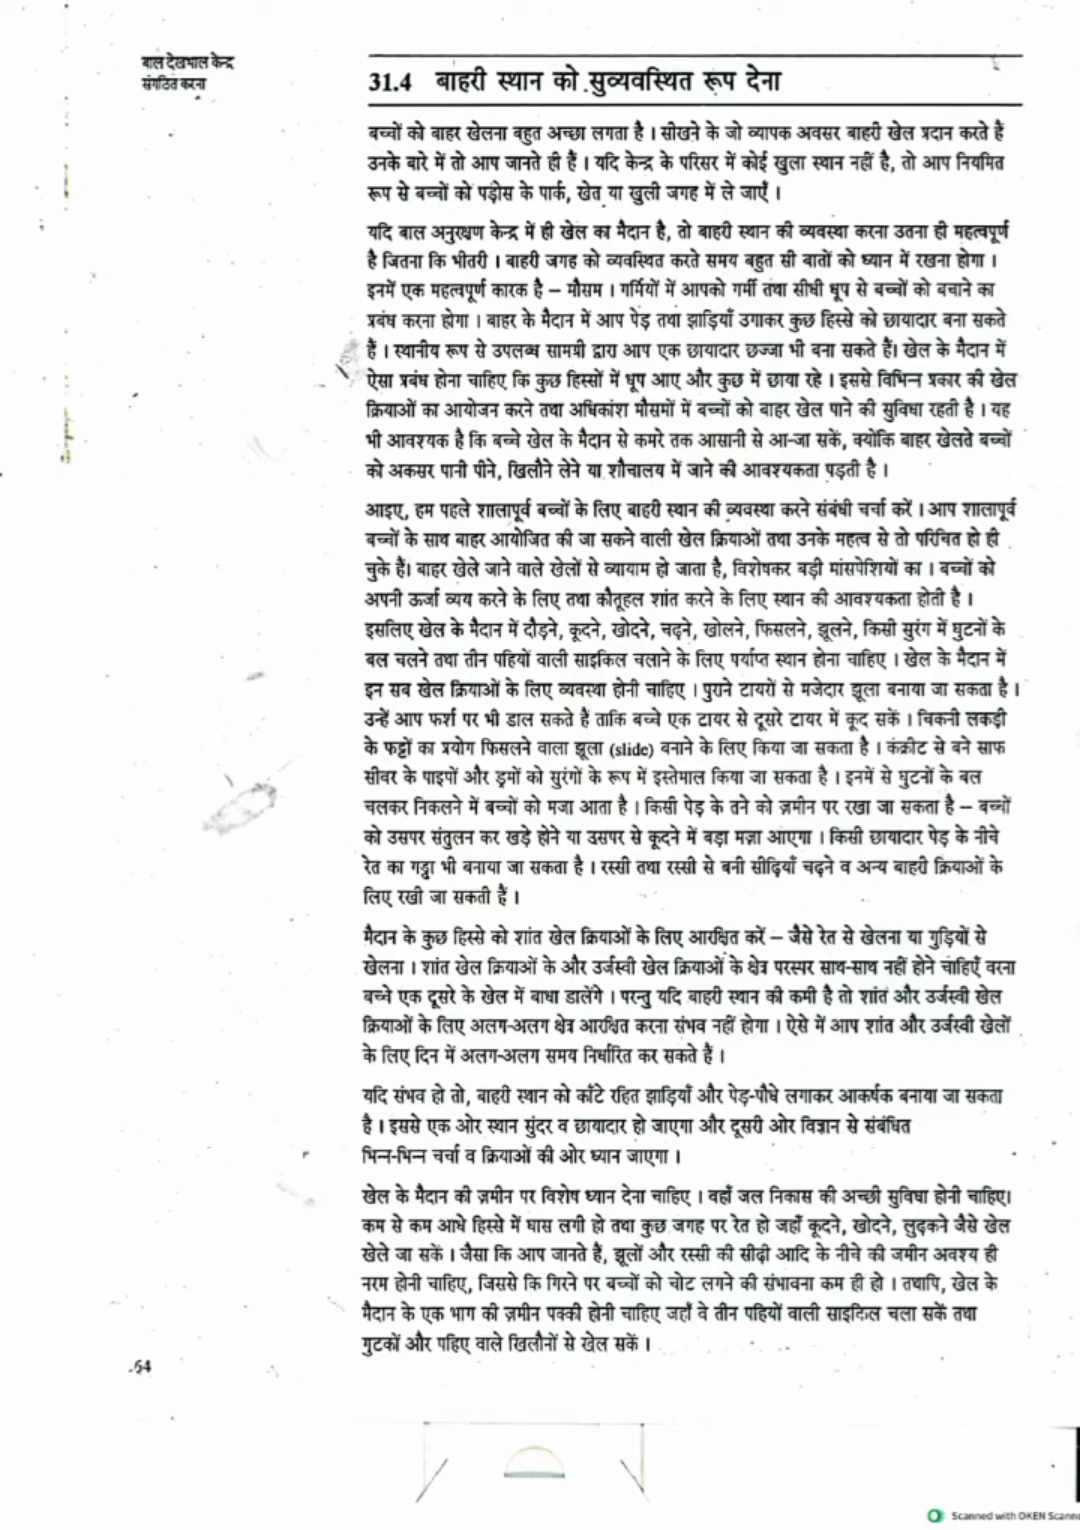 बाल देखभाल केन्द्र
संगठित करना
31.4 बाहरी स्थान को सुव्यवस्थित रूप देना
बच्चों को बाहर खेलना बहुत अच्छा लगता है । सीखने के जो व्यापक अवसर बाहरी खेल प्रदान करते हैं
उनके बारे में तो आप जानते ही हैं । यदि केन्द्र के परिसर में कोई खुला स्थान नहीं है, तो आप नियमित
रूप से बच्चों को पड़ोस के पार्क, खेत या खुली जगह में ले जाएँ ।
यदि बाल अनुरक्षण केन्द्र में ही खेल का मैदान है, तो बाहरी स्थान की व्यवस्था करना उतना ही महत्वपूर्ण
है जितना कि भीतरी । बाहरी जगह को व्यवस्थित करते समय बहुत सी बातों को ध्यान में रखना होगा ।
इनमें एक महत्वपूर्ण कारक है – मौसम । गर्मियों में आपको गर्मी तथा सीधी धूप से बच्चों को बचाने का
प्रबंध करना होगा । बाहर के मैदान में आप पेड़ तथा झाड़ियाँ उगाकर कुछ हिस्से को छायादार बना सकते
हैं । स्थानीय रूप से उपलब्ध सामग्री द्वारा आप एक छायादार छज्जा भी बना सकते हैं। खेल के मैदान में
ऐसा प्रबंध होना चाहिए कि कुछ हिस्सों में धूप आए और कुछ में छाया रहे । इससे विभिन्न प्रकार की खेल
क्रियाओं का आयोजन करने तथा अधिकांश मौसमों में बच्चों को बाहर खेल पाने की सुविधा रहती है । यह
भी आवश्यक है कि बच्चे खेल के मैदान से कमरे तक आसानी से आ-जा सकें, क्योंकि बाहर खेलते बच्चों
को अकसर पानी पीने, खिलौने लेने या शौचालय में जाने की आवश्यकता पड़ती है ।
आइए, हम पहले शालापूर्व बच्चों के लिए बाहरी स्थान की व्यवस्था करने संबंधी चर्चा करें । आप शालापूर्व
बच्चों के साथ बाहर आयोजित की जा सकने वाली खेल क्रियाओं तथा उनके महत्व से तो परिचित हो ही
चुके हैं। बाहर खेले जाने वाले खेलों से व्यायाम हो जाता है, विशेषकर बड़ी मांसपेशियों का । बच्चों को
अपनी ऊर्जा व्यय करने के लिए तथा कौतूहल शांत करने के लिए स्थान की आवश्यकता होती है ।
इसलिए खेल के मैदान में दौड़ने, कूदने, खोदने, चढ़ने, खोलने, फिसलने, झूलने, किसी सुरंग में घुटनों के
बल चलने तथा तीन पहियों वाली साइकिल चलाने के लिए पर्याप्त स्थान होना चाहिए । खेल के मैदान में
इन सब खेल क्रियाओं के लिए व्यवस्था होनी चाहिए । पुराने टायरों से मजेदार झूला बनाया जा सकता है ।
उन्हें आप फर्श पर भी डाल सकते हैं ताकि बच्चे एक टायर से दूसरे टायर में कूद सकें । चिकनी लकड़ी
के फट्टों का प्रयोग फिसलने वाला झूला (slide) बनाने के लिए किया जा सकता है । कंक्रीट से बने साफ
सीवर के पाइपों और ड्रमों को सुरंगों के रूप में इस्तेमाल किया जा सकता है । इनमें से घुटनों के बल
चलकर निकलने में बच्चों को मजा आता है । किसी पेड़ के तने को ज़मीन पर रखा जा सकता है – बच्चों
को उसपर संतुलन कर खड़े होने या उसपर से कूदने में बड़ा मज़ा आएगा । किसी छायादार पेड़ के नीचे
रेत का गड्ढा भी बनाया जा सकता है । रस्सी तथा रस्सी से बनी सीढ़ियाँ चढ़ने व अन्य बाहरी क्रियाओं के
लिए रखी जा सकती हैं ।
मैदान के कुछ हिस्से को शांत खेल क्रियाओं के लिए आरक्षित करें – जैसे रेत से खेलना या गुड़ियों से
खेलना । शांत खेल क्रियाओं के और उर्जस्वी खेल क्रियाओं के क्षेत्र परस्पर साथ-साथ नहीं होने चाहिएँ वरना
बच्चे एक दूसरे के खेल में बाधा डालेंगे । परन्तु यदि बाहरी स्थान की कमी है तो शांत और उर्जस्वी खेल
क्रियाओं के लिए अलग-अलग क्षेत्र आरक्षित करना संभव नहीं होगा । ऐसे में आप शांत और उर्जस्वी खेलों
के लिए दिन में अलग-अलग समय निर्धारित कर सकते हैं ।
यदि संभव हो तो, बाहरी स्थान को काँटे रहित झाड़ियाँ और पेड़-पौधे लगाकर आकर्षक बनाया जा सकता
है । इससे एक ओर स्थान सुंदर व छायादार हो जाएगा और दूसरी ओर विज्ञान से संबंधित
भिन्न-भिन्न चर्चा व क्रियाओं की ओर ध्यान जाएगा ।
खेल के मैदान की ज़मीन पर विशेष ध्यान देना चाहिए । वहाँ जल निकास की अच्छी सुविधा होनी चाहिए।
कम से कम आधे हिस्से में घास लगी हो तथा कुछ जगह पर रेत हो जहाँ कूदने, खोदने, लुढ़कने जैसे खेल
खेले जा सकें । जैसा कि आप जानते हैं, झूलों और रस्सी की सीढ़ी आदि के नीचे की जमीन अवश्य ही
नरम होनी चाहिए, जिससे कि गिरने पर बच्चों को चोट लगने की संभावना कम ही हो । तथापि, खेल के
मैदान के एक भाग की ज़मीन पक्की होनी चाहिए जहाँ वे तीन पहियों वाली साइकिल चला सकें तथा
गुटकों और पहिए वाले खिलौनों से खेल सकें ।
64
Scanned with OKEN Scanne